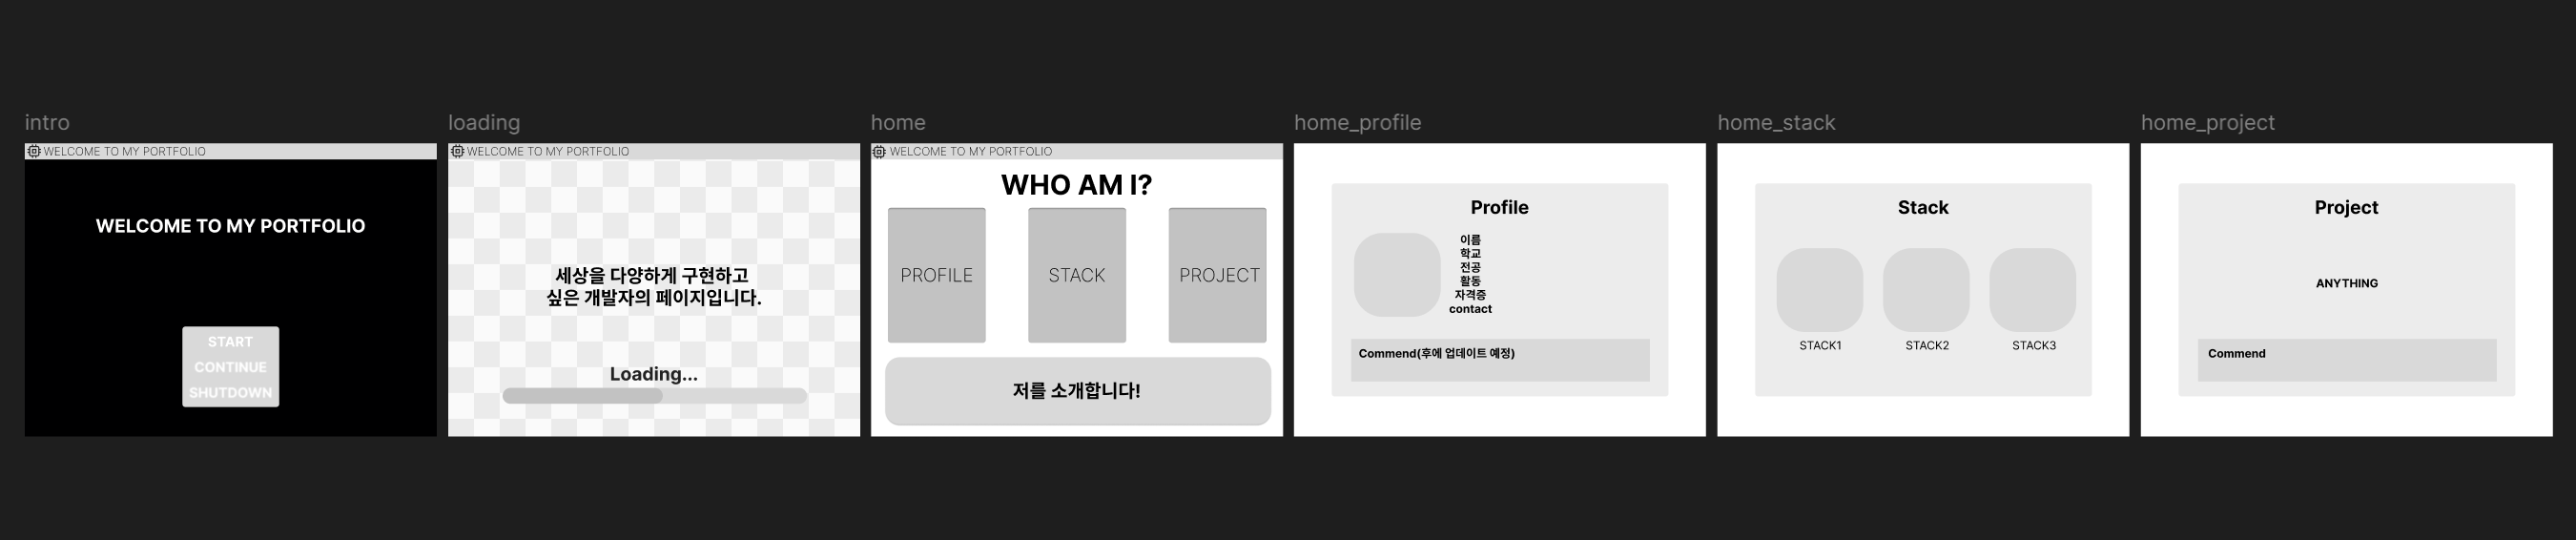 intro
WELCOME TO MY PORTFOLIO
WELCOME TO MY PORTFOLIO
START
CONTINUE
SHUTDOWN
loading
WELCOME TO MY PORTFOLIO
세상을 다양하게 구현하고
싶은 개발자의 페이지입니다.
Loading...
home
WELCOME TO MY PORTFOLIO
WHO AM I?
PROFILE
STACK
PROJECT
저를 소개합니다!
home_profile
Profile
이름
학교
전공
활동
자격증
contact
Commend(후에 업데이트 예정)
home_stack
Stack
STACK1
STACK2
STACK3
home_project
Project
ANYTHING
Commend